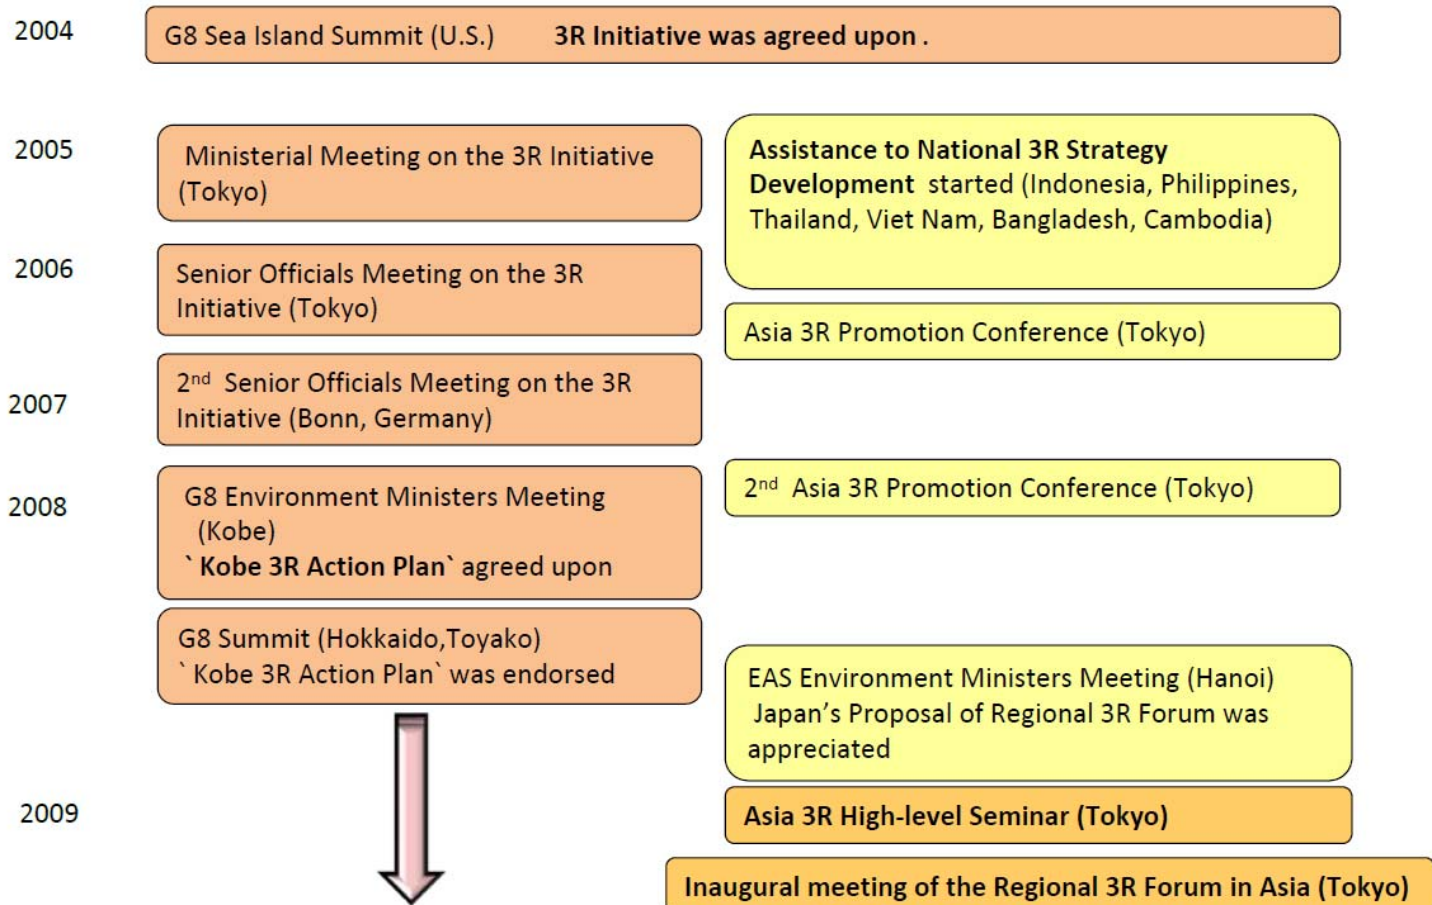 2004
G8 Sea Island Summit (U.S.) 3R Initiative was agreed upon .
2005
Ministerial Meeting on the 3R Initiative
(Tokyo)
Assistance to National 3R Strategy
Development started (Indonesia, Philippines,
Thailand, Viet Nam, Bangladesh, Cambodia)
2006
Senior Officials Meeting on the 3R
Initiative (Tokyo)
Asia 3R Promotion Conference (Tokyo)
2007
2nd Senior Officials Meeting on the 3R
Initiative (Bonn, Germany)
2008
G8 Environment Ministers Meeting
(Kobe)
` Kobe 3R Action Plan` agreed upon
2nd Asia 3R Promotion Conference (Tokyo)
G8 Summit (Hokkaido,Toyako)
` Kobe 3R Action Plan` was endorsed
EAS Environment Ministers Meeting (Hanoi)
Japan’s Proposal of Regional 3R Forum was
appreciated
2009
Asia 3R High-level Seminar (Tokyo)
Inaugural meeting of the Regional 3R Forum in Asia (Tokyo)